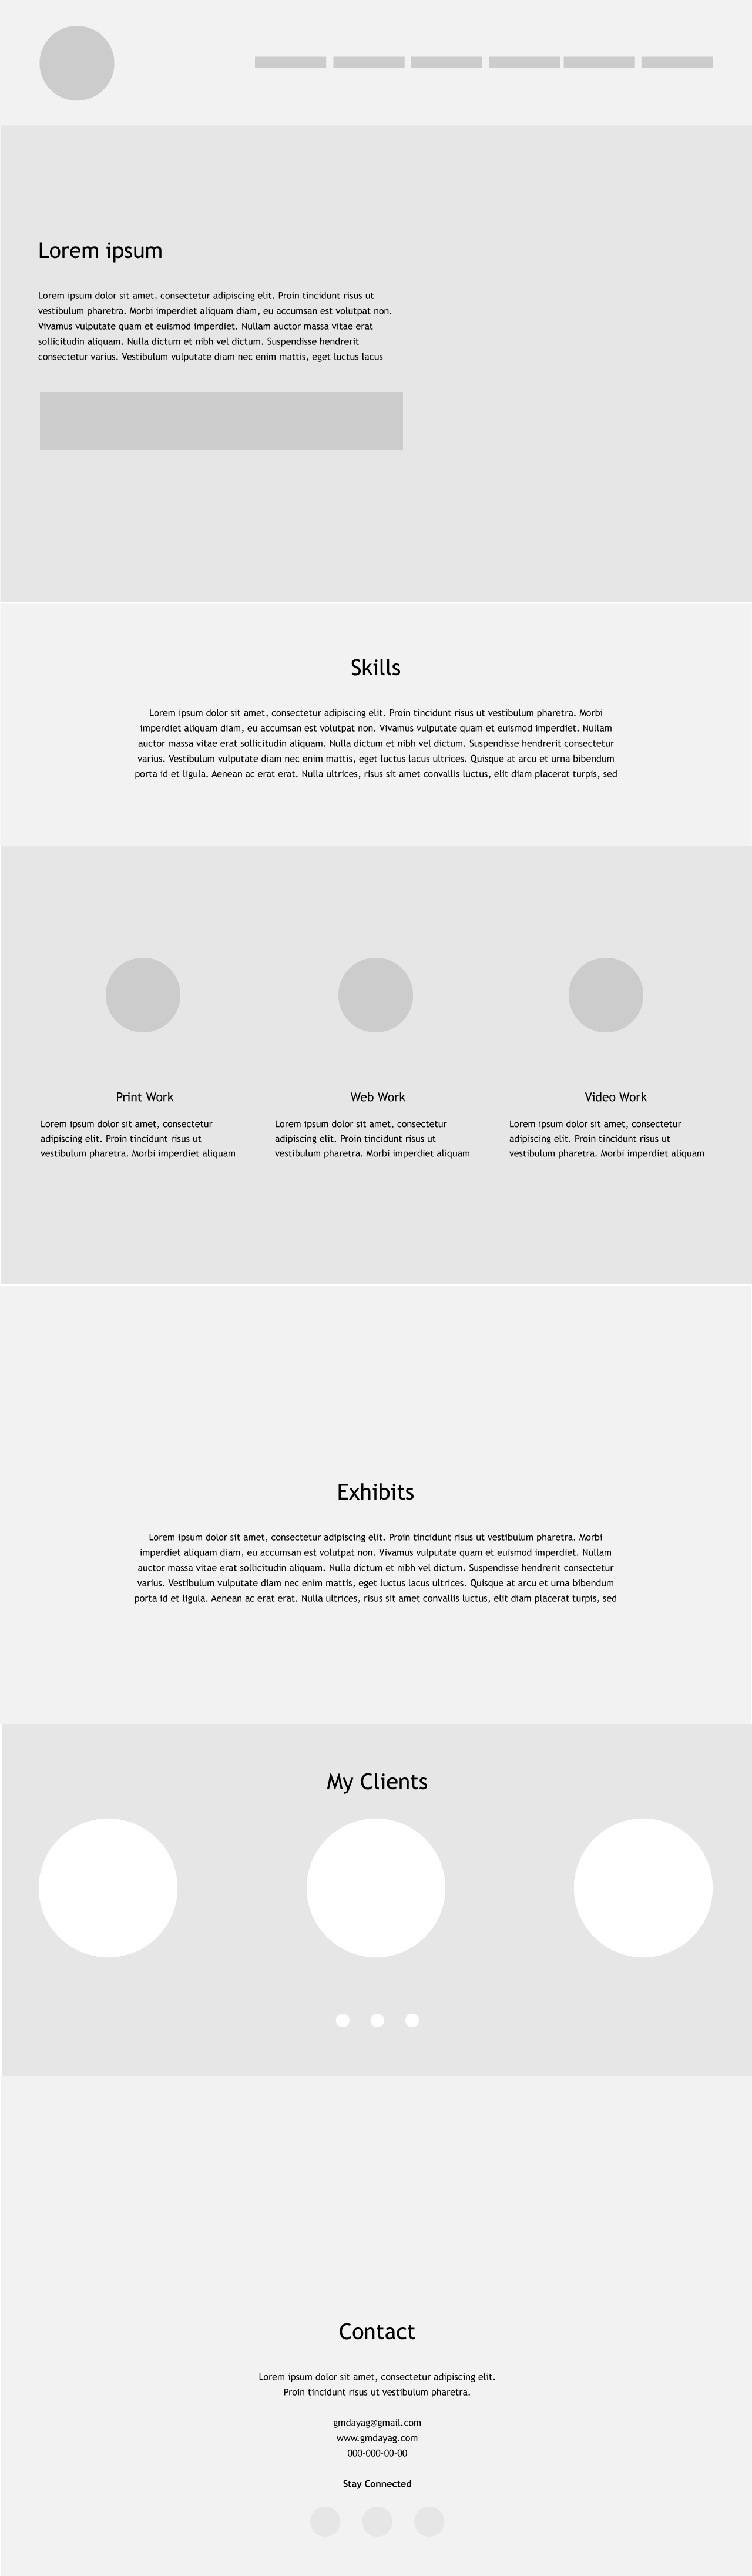 Lorem ipsum
Lorem ipsum dolor sit amet, consectetur adipiscing elit. Proin tincidunt risus ut
vestibulum pharetra. Morbi imperdiet aliquam diam, eu accumsan est volutpat non.
Vivamus vulputate quam et euismod imperdiet. Nullam auctor massa vitae erat
sollicitudin aliquam. Nulla dictum et nibh vel dictum. Suspendisse hendrerit
consectetur varius. Vestibulum vulputate diam nec enim mattis, eget luctus lacus
Skills
Lorem ipsum dolor sit amet, consectetur adipiscing elit. Proin tincidunt risus ut vestibulum pharetra. Morbi
imperdiet aliquam diam, eu accumsan est volutpat non. Vivamus vulputate quam et euismod imperdiet. Nullam
auctor massa vitae erat sollicitudin aliquam. Nulla dictum et nibh vel dictum. Suspendisse hendrerit consectetur
varius. Vestibulum vulputate diam nec enim mattis, eget luctus lacus ultrices. Quisque at arcu et urna bibendum
porta id et ligula. Aenean ac erat erat. Nulla ultrices, risus sit amet convallis luctus, elit diam placerat turpis, sed
Print Work
Lorem ipsum dolor sit amet, consectetur
adipiscing elit. Proin tincidunt risus ut
vestibulum pharetra. Morbi imperdiet aliquam
Web Work
Lorem ipsum dolor sit amet, consectetur
adipiscing elit. Proin tincidunt risus ut
vestibulum pharetra. Morbi imperdiet aliquam
Video Work
Lorem ipsum dolor sit amet, consectetur
adipiscing elit. Proin tincidunt risus ut
vestibulum pharetra. Morbi imperdiet aliquam
Exhibits
Lorem ipsum dolor sit amet, consectetur adipiscing elit. Proin tincidunt risus ut vestibulum pharetra. Morbi
imperdiet aliquam diam, eu accumsan est volutpat non. Vivamus vulputate quam et euismod imperdiet. Nullam
auctor massa vitae erat sollicitudin aliquam. Nulla dictum et nibh vel dictum. Suspendisse hendrerit consectetur
varius. Vestibulum vulputate diam nec enim mattis, eget luctus lacus ultrices. Quisque at arcu et urna bibendum
porta id et ligula. Aenean ac erat erat. Nulla ultrices, risus sit amet convallis luctus, elit diam placerat turpis, sed
My Clients
Contact
Lorem ipsum dolor sit amet, consectetur adipiscing elit.
Proin tincidunt risus ut vestibulum pharetra.
gmdayag@gmail.com
www.gmdayag.com
000-000-00-00
Stay Connected